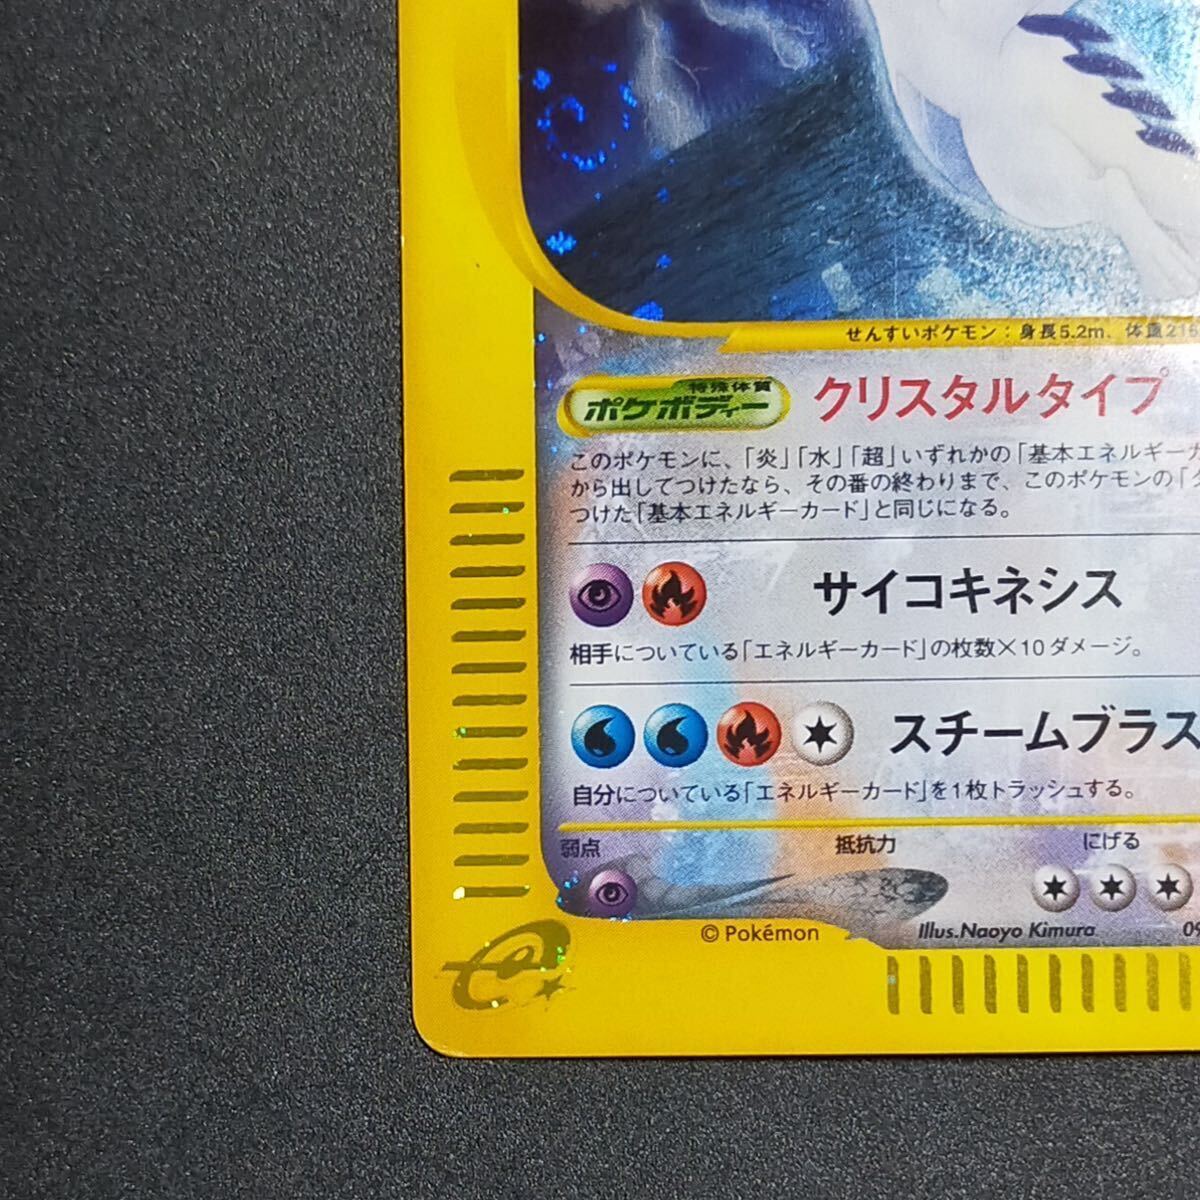 せんすいポケモン：身長5.2m、体重216
特殊体質
ポケボディー
クリスタルタイプ
このポケモンに、「炎」「水」「超」いずれかの「基本エネルギーカ
から出してつけたなら、その番の終わりまで、このポケモンの「タ
つけた「基本エネルギーカード」と同じになる。
サイコキネシス
相手についている「エネルギーカード」の枚数×10ダメージ。
スチームブラス
自分についている「エネルギーカード」を1枚トラッシュする。
弱点 抵抗力 にげる
© Pokémon Illus.Naoyo Kimura 09
e